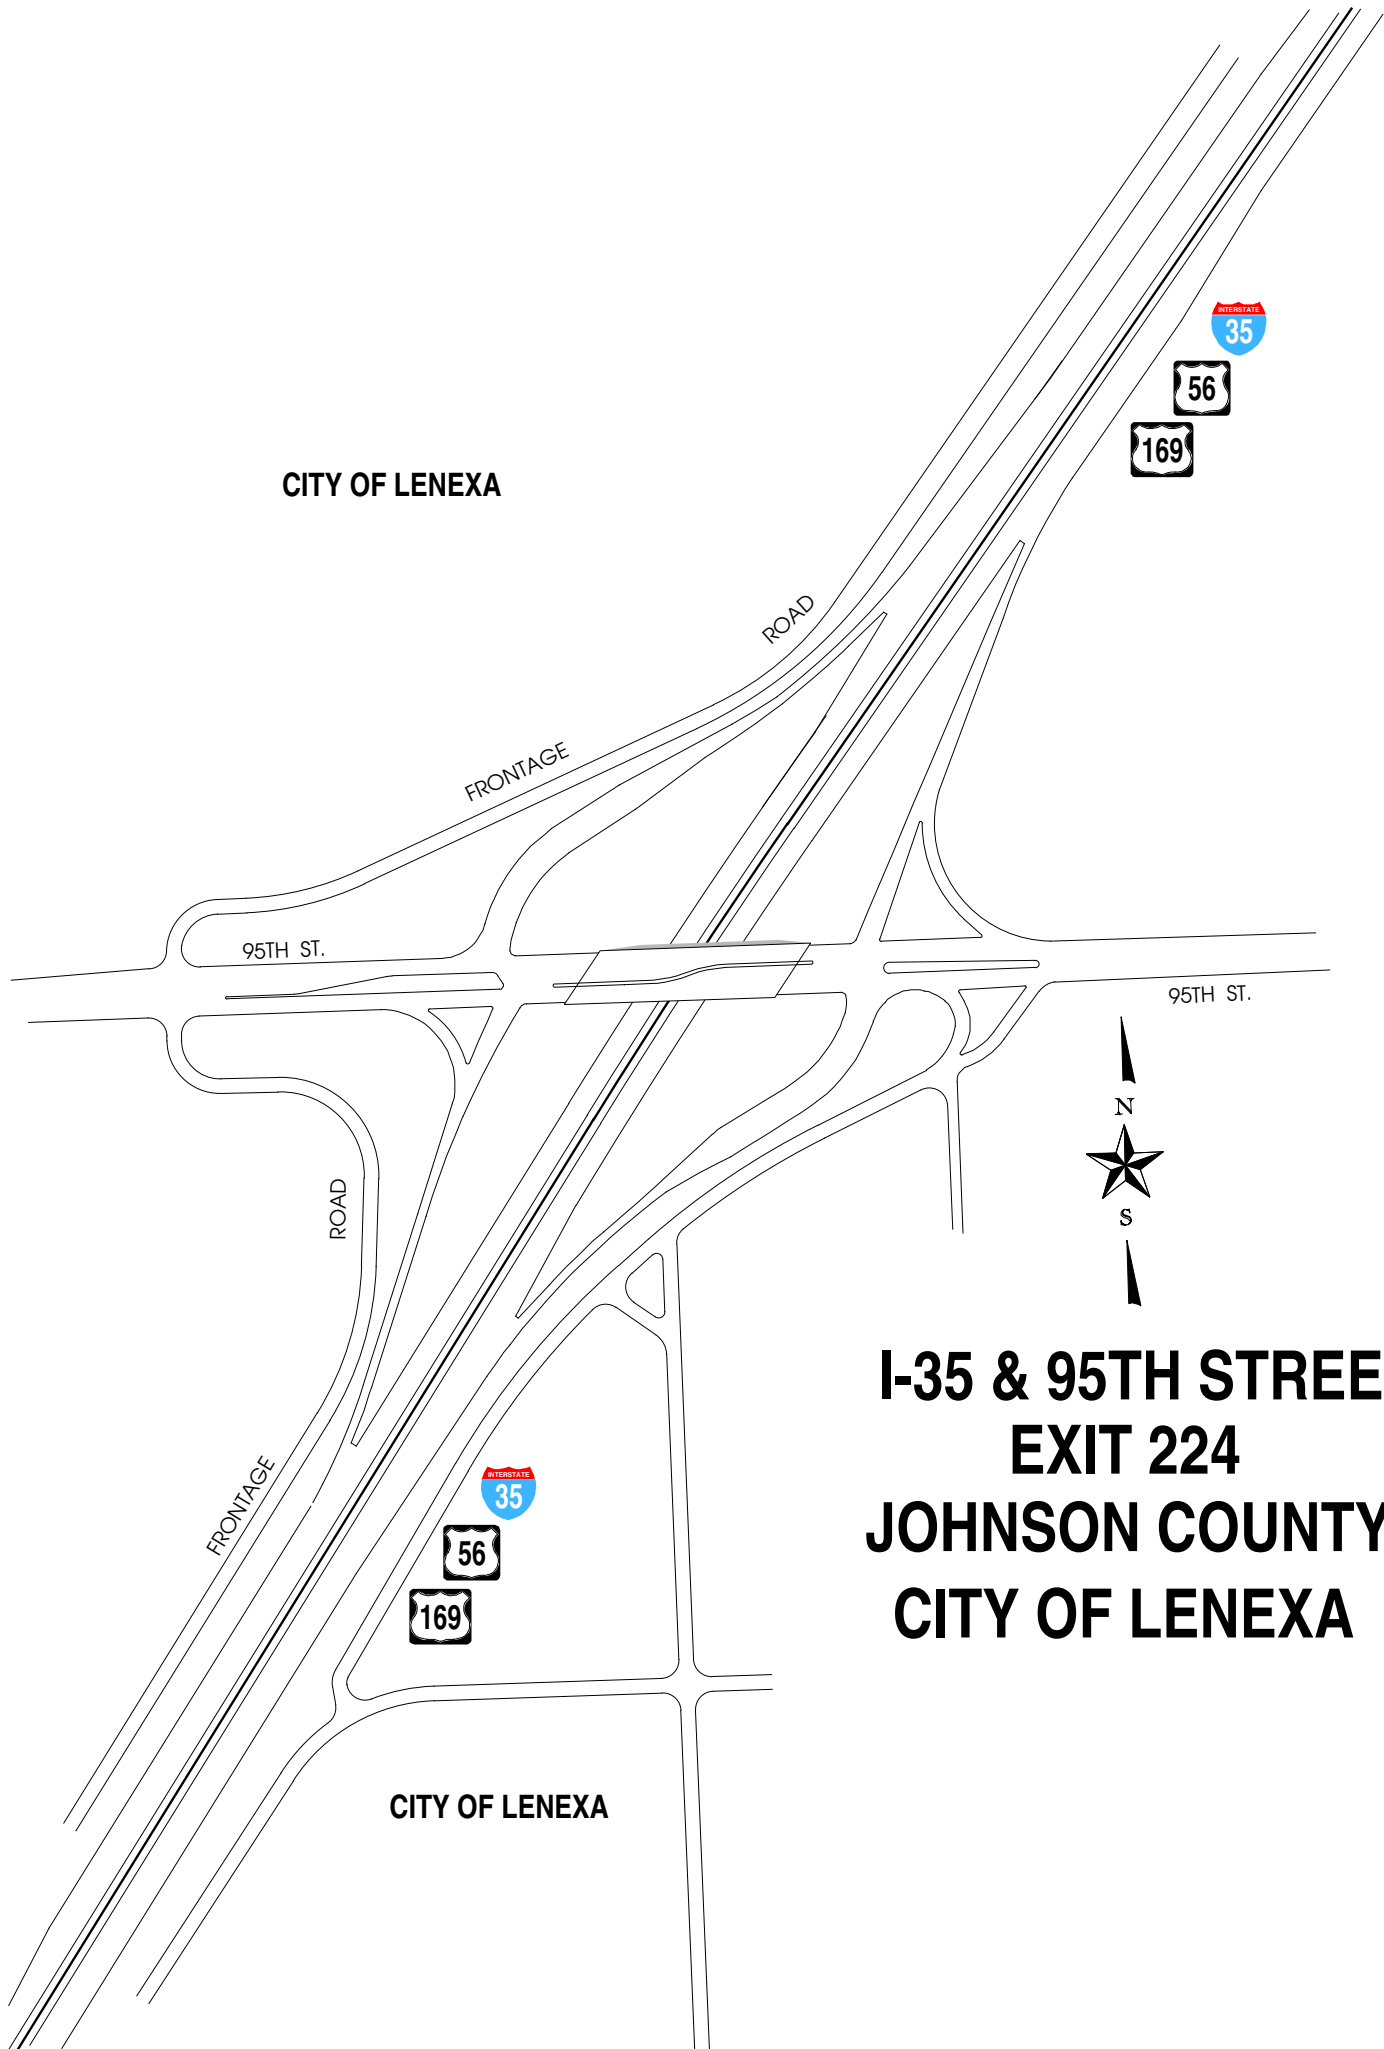 INTERSTATE
35
56
169
CITY OF LENEXA
ROAD
FRONTAGE
95TH ST.
95TH ST.
N
S
ROAD
FRONTAGE
I-35 & 95TH STREE
EXIT 224
JOHNSON COUNTY
CITY OF LENEXA
INTERSTATE
35
56
169
CITY OF LENEXA